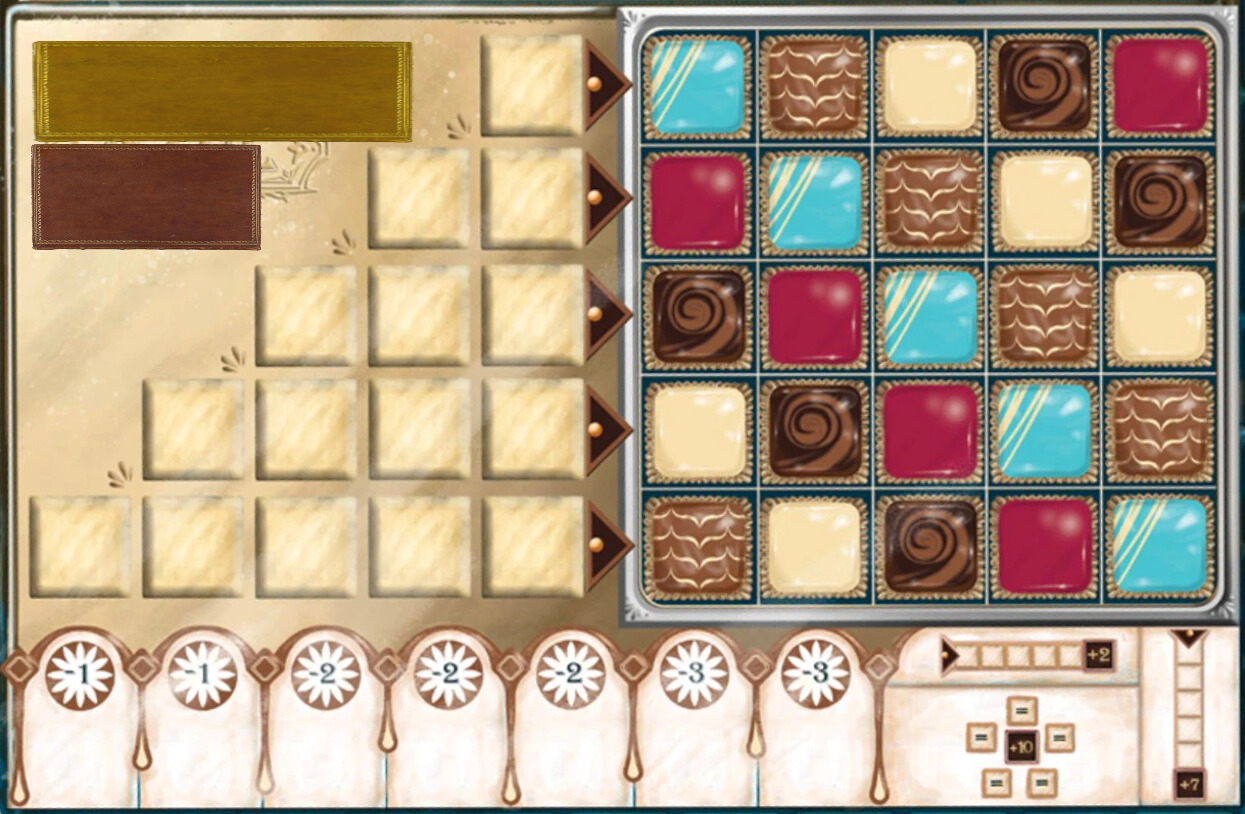 -1 -1 -2 -2 -2 -3 -3
+2
=
= +10 =
= =
+7